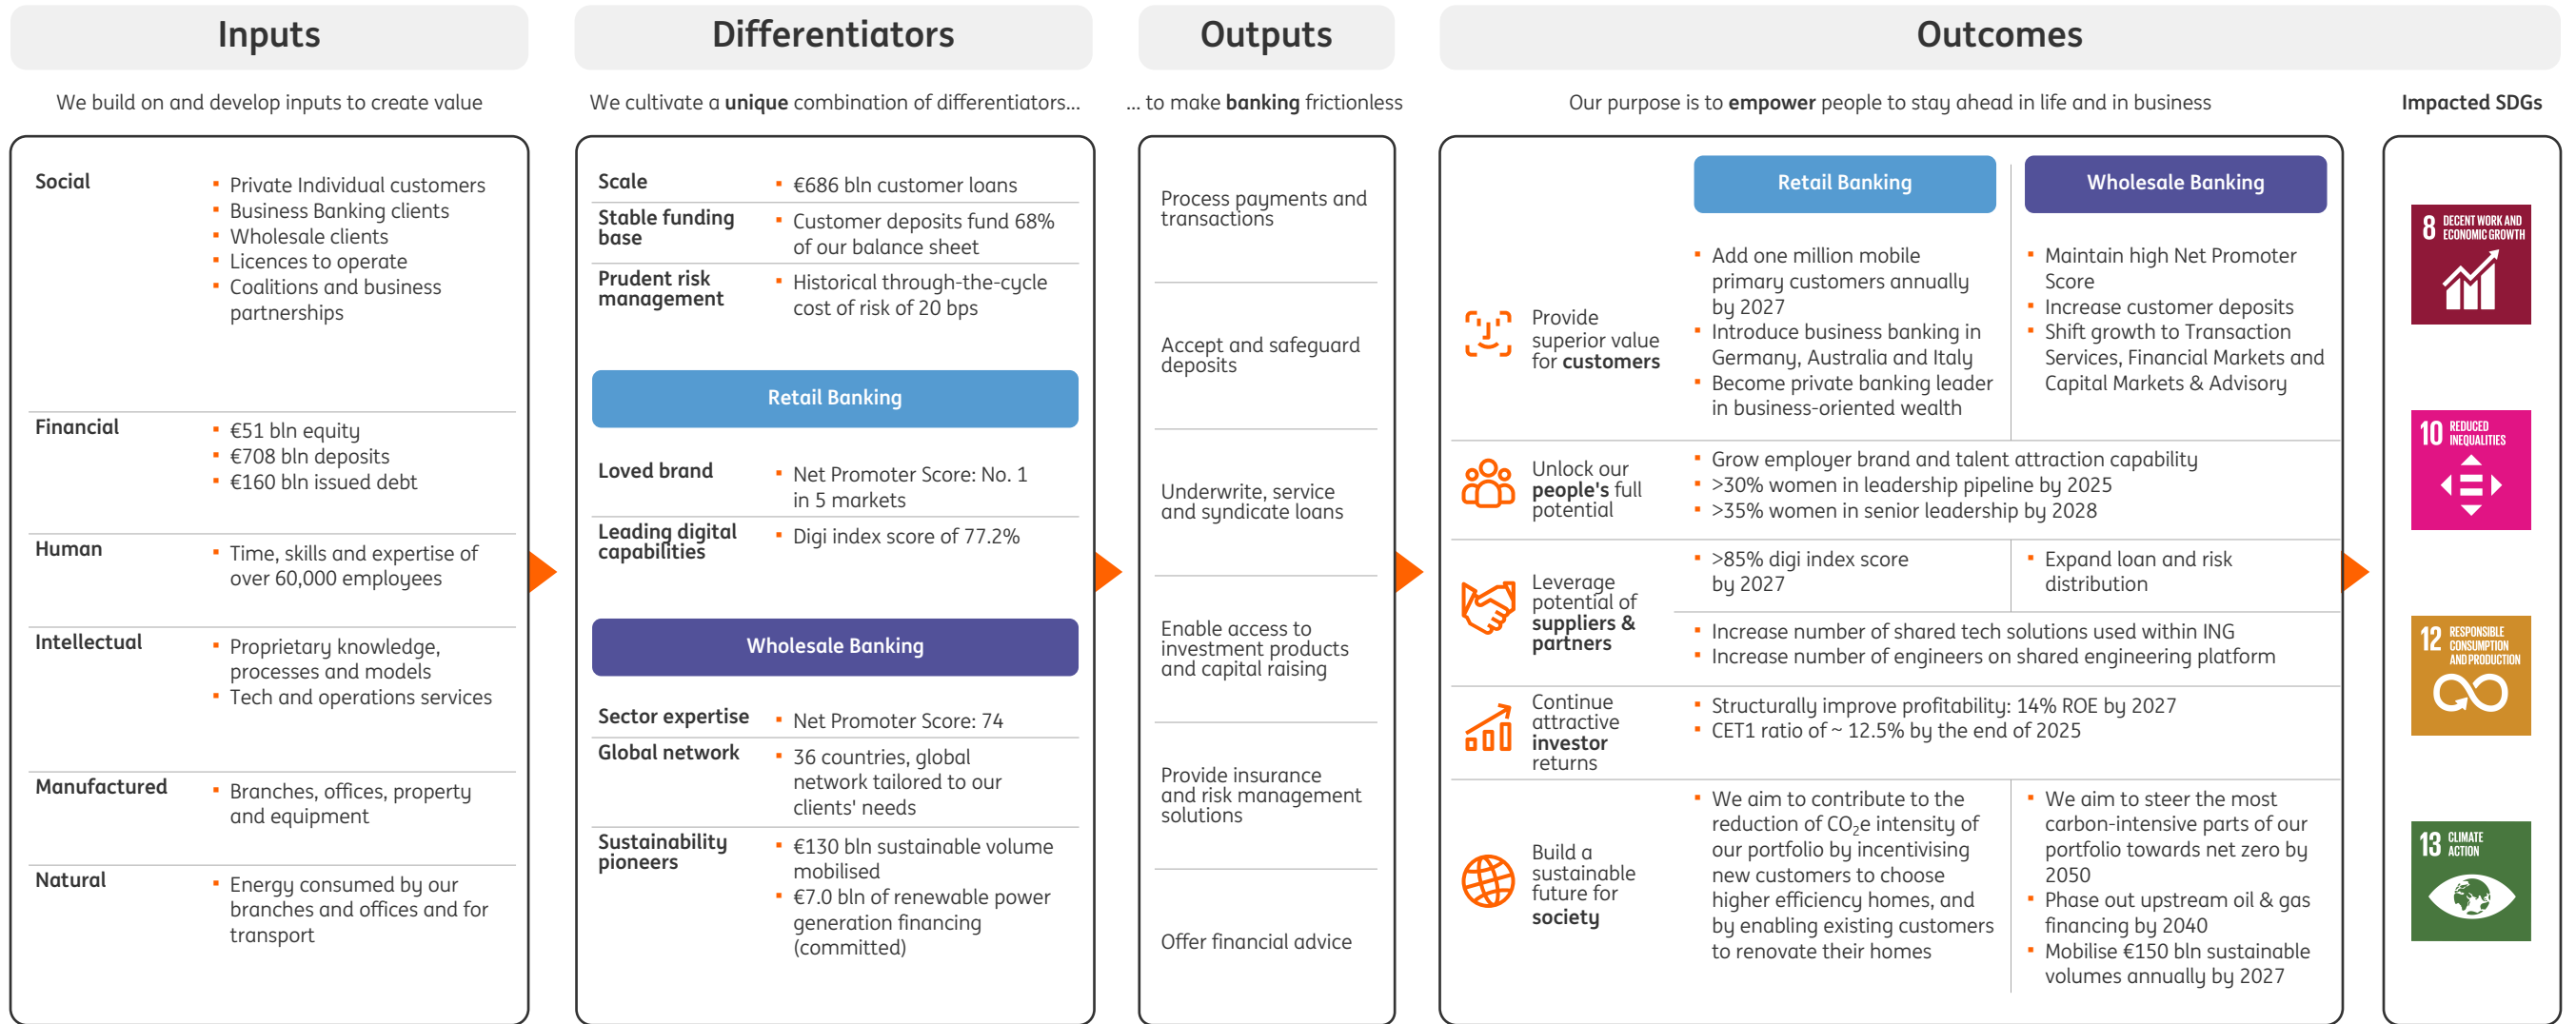 Inputs
We build on and develop inputs to create value
Social
▪ Private Individual customers
▪ Business Banking clients
▪ Wholesale clients
▪ Licences to operate
▪ Coalitions and business
partnerships
Financial
▪ €51 bln equity
▪ €708 bln deposits
▪ €160 bln issued debt
Human
▪ Time, skills and expertise of
over 60,000 employees
Intellectual
▪ Proprietary knowledge,
processes and models
▪ Tech and operations services
Manufactured
▪ Branches, offices, property
and equipment
Natural
▪ Energy consumed by our
branches and offices and for
transport
Differentiators
We cultivate a unique combination of differentiators...
Scale
▪ €686 bln customer loans
Stable funding
base
▪ Customer deposits fund 68%
of our balance sheet
Prudent risk
management
▪ Historical through-the-cycle
cost of risk of 20 bps
Retail Banking
Loved brand
▪ Net Promoter Score: No. 1
in 5 markets
Leading digital
capabilities
▪ Digi index score of 77.2%
Wholesale Banking
Sector expertise
▪ Net Promoter Score: 74
Global network
▪ 36 countries, global
network tailored to our
clients' needs
Sustainability
pioneers
▪ €130 bln sustainable volume
mobilised
▪ €7.0 bln of renewable power
generation financing
(committed)
Outputs
... to make banking frictionless
Process payments and
transactions
Accept and safeguard
deposits
Underwrite, service
and syndicate loans
Enable access to
investment products
and capital raising
Provide insurance
and risk management
solutions
Offer financial advice
Outcomes
Our purpose is to empower people to stay ahead in life and in business
Retail Banking
Wholesale Banking
Provide
superior value
for customers
▪ Add one million mobile
primary customers annually
by 2027
▪ Introduce business banking in
Germany, Australia and Italy
▪ Become private banking leader
in business-oriented wealth
▪ Maintain high Net Promoter
Score
▪ Increase customer deposits
▪ Shift growth to Transaction
Services, Financial Markets and
Capital Markets & Advisory
Unlock our
people's full
potential
▪ Grow employer brand and talent attraction capability
▪ >30% women in leadership pipeline by 2025
▪ >35% women in senior leadership by 2028
Leverage
potential of
suppliers &
partners
▪ >85% digi index score
by 2027
▪ Expand loan and risk
distribution
▪ Increase number of shared tech solutions used within ING
▪ Increase number of engineers on shared engineering platform
Continue
attractive
investor
returns
▪ Structurally improve profitability: 14% ROE by 2027
▪ CET1 ratio of ~ 12.5% by the end of 2025
Build a
sustainable
future for
society
▪ We aim to contribute to the
reduction of CO₂e intensity of
our portfolio by incentivising
new customers to choose
higher efficiency homes, and
by enabling existing customers
to renovate their homes
▪ We aim to steer the most
carbon-intensive parts of our
portfolio towards net zero by
2050
▪ Phase out upstream oil & gas
financing by 2040
▪ Mobilise €150 bln sustainable
volumes annually by 2027
Impacted SDGs
8 DECENT WORK AND
ECONOMIC GROWTH
10 REDUCED
INEQUALITIES
12 RESPONSIBLE
CONSUMPTION
AND PRODUCTION
13 CLIMATE
ACTION